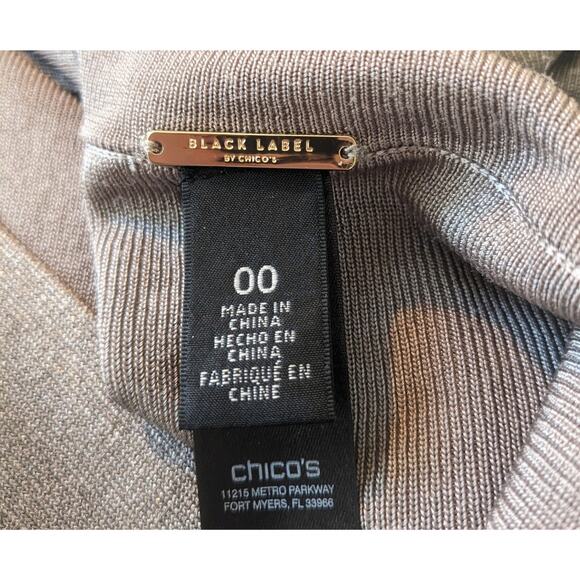 BLACK LABEL
BY CHICO'S
00
MADE IN
CHINA
HECHO EN
CHINA
FABRIQUÉ EN
CHINE
chico's
11215 METRO PARKWAY
FORT MYERS, FL 33966